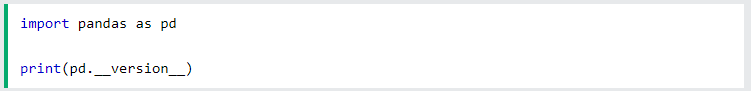 import pandas as pd
print(pd.__version__)